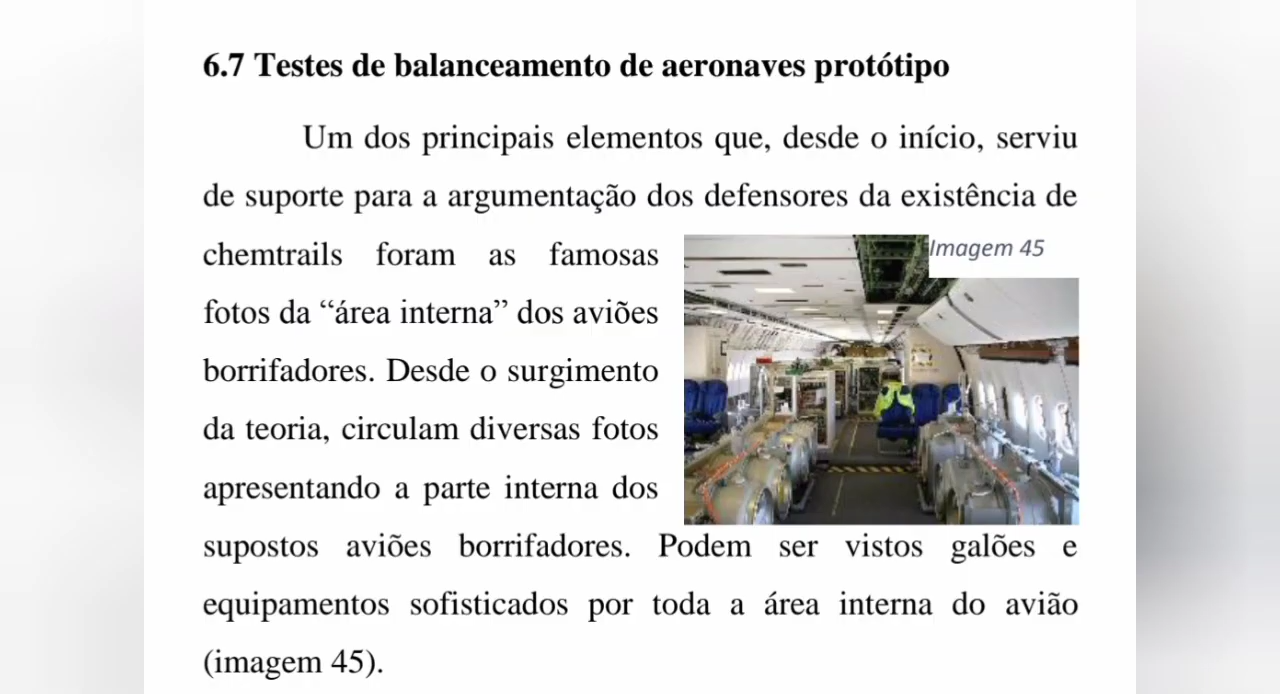 6.7 Testes de balanceamento de aeronaves protótipo
Um dos principais elementos que, desde o início, serviu
de suporte para a argumentação dos defensores da existência de
chemtrails foram as famosas
Imagem 45
fotos da “área interna” dos aviões
borrifadores. Desde o surgimento
da teoria, circulam diversas fotos
apresentando a parte interna dos
supostos aviões borrifadores. Podem ser vistos galões e
equipamentos sofisticados por toda a área interna do avião
(imagem 45).